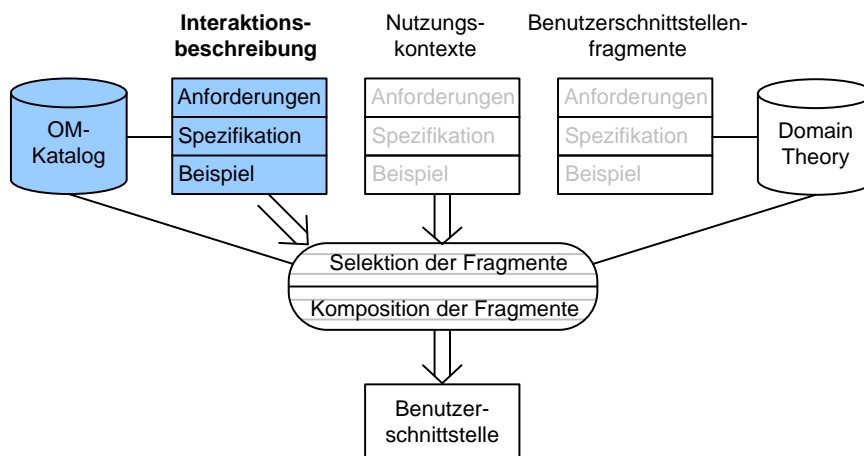 Interaktions-
beschreibung
Nutzungs-
kontexte
Benutzerschnittstellen-
fragmente
OM-
Katalog
Anforderungen
Spezifikation
Beispiel
Anforderungen
Spezifikation
Beispiel
Anforderungen
Spezifikation
Beispiel
Domain
Theory
Selektion der Fragmente
Komposition der Fragmente
Benutzer-
schnittstelle